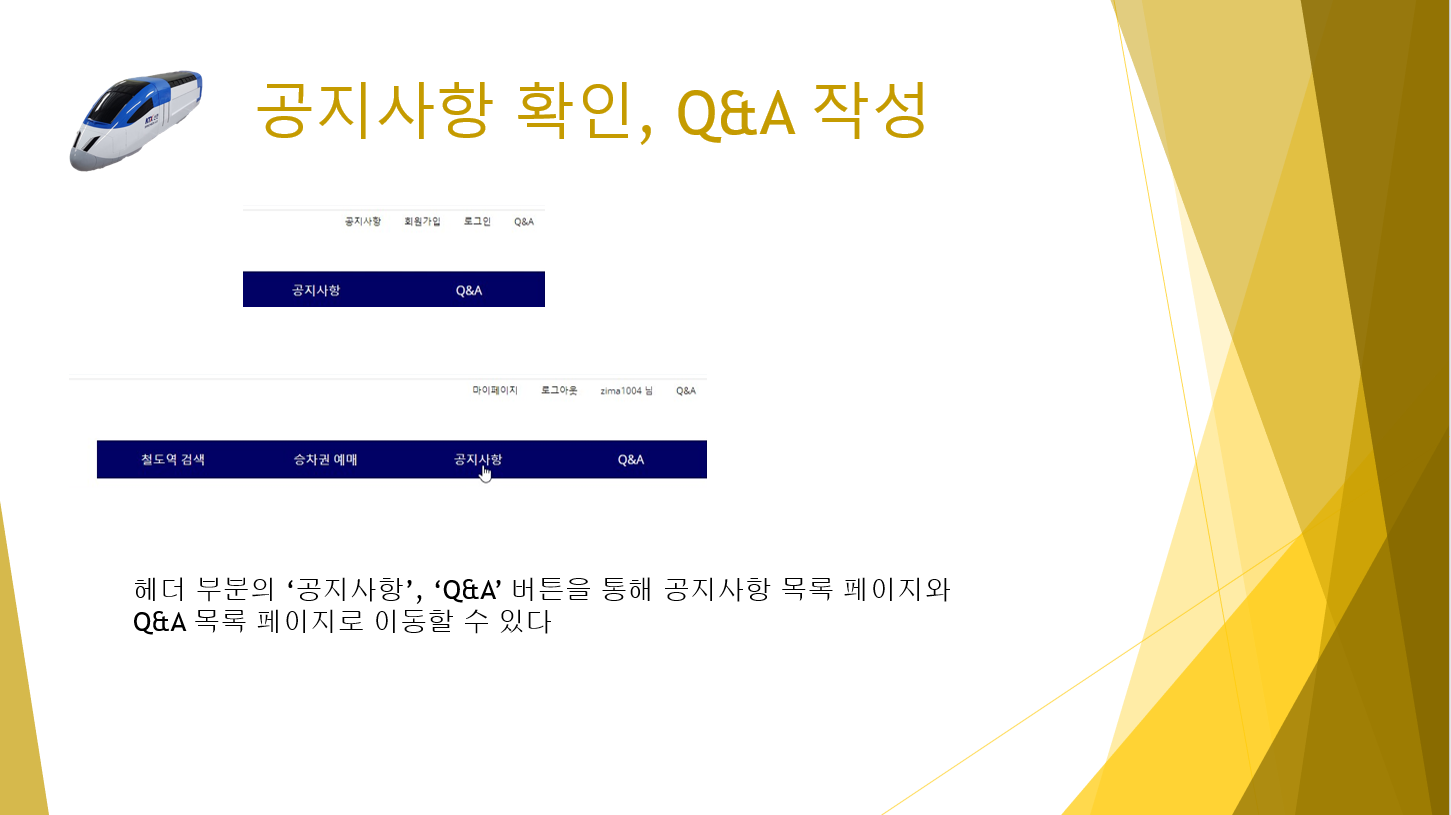 공지사항 확인, Q&A 작성
KTX
공지사항 회원가입 로그인 Q&A
공지사항 Q&A
마이페이지 로그아웃 zima1004 님 Q&A
철도역 검색 승차권 예매 공지사항 Q&A
헤더 부분의 ‘공지사항’, ‘Q&A’ 버튼을 통해 공지사항 목록 페이지와
Q&A 목록 페이지로 이동할 수 있다